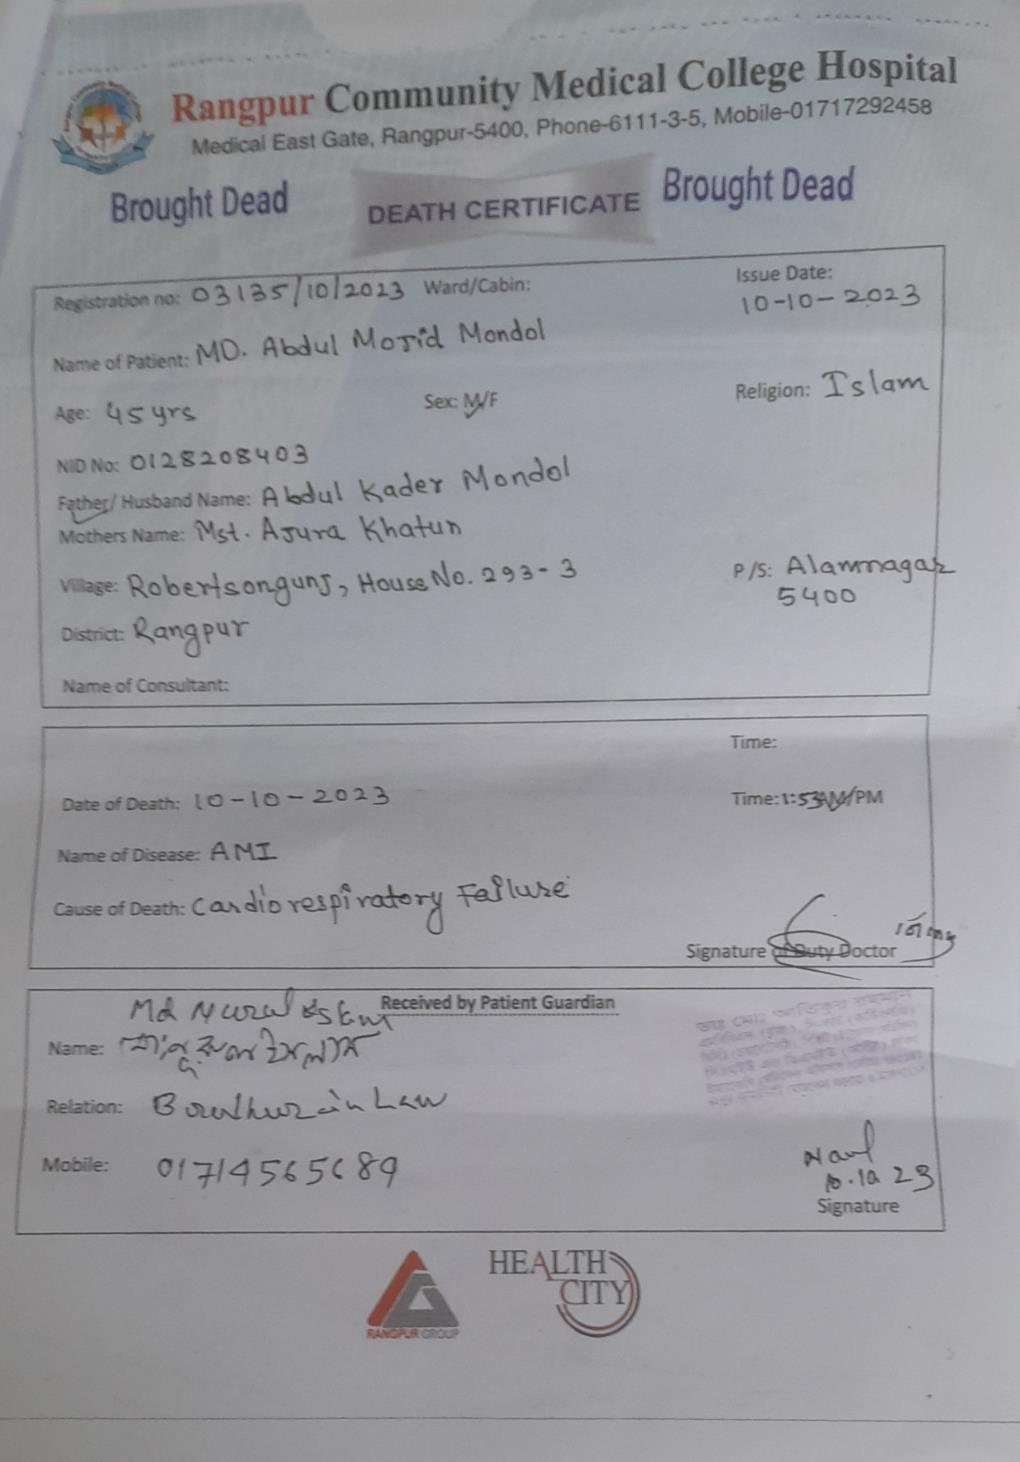 Rangpur Community Medical College Hospital
Medical East Gate, Rangpur-5400, Phone-6111-3-5, Mobile-01717292458
Brought Dead DEATH CERTIFICATE Brought Dead
Registration no: 03135/10/2023 Ward/Cabin: Issue Date:
10-10-2023
Name of Patient: MD. Abdul Mojid Mondol
Age: 45 yrs Sex: M/F Religion: Islam
NID No: 0128208403
Father/ Husband Name: Abdul Kader Mondol
Mothers Name: Mst. Ajura Khatun
Village: Robertsongunj, House No. 293-3 P/S: Alamnagar
5400
District: Rangpur
Name of Consultant:
Time:
Date of Death: 10-10-2023 Time: 1:53 AM/PM
Name of Disease: AMI
Cause of Death: Cardiorespiratory Failure
Signature of Duty Doctor
Received by Patient Guardian
Md Nurul
Name:
Relation: Brother in Law
Mobile: 01714565689
10.10 23
Signature
RANGPUR GROUP
HEALTH
CITY